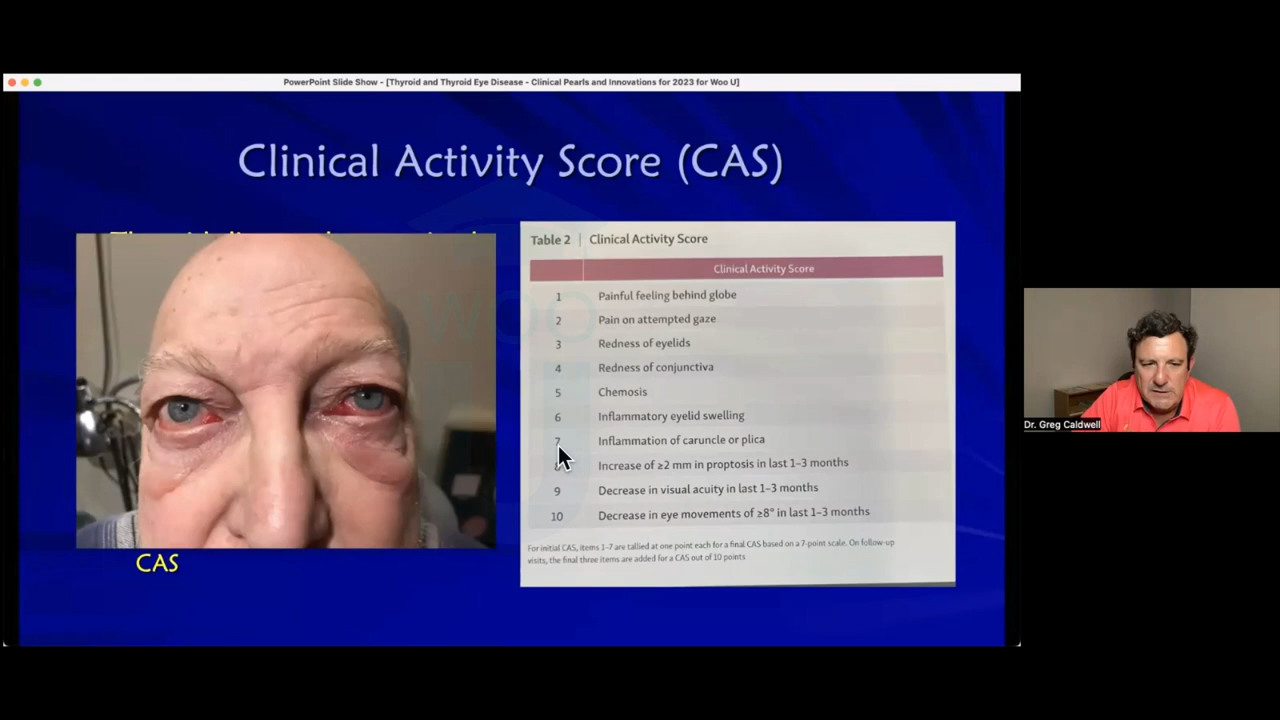 PowerPoint Slide Show - [Thyroid and Thyroid Eye Disease - Clinical Pearls and Innovations for 2023 for Woo U]
Clinical Activity Score (CAS)
Table 2 | Clinical Activity Score
Clinical Activity Score
1 Painful feeling behind globe
2 Pain on attempted gaze
3 Redness of eyelids
4 Redness of conjunctiva
5 Chemosis
6 Inflammatory eyelid swelling
7 Inflammation of caruncle or plica
Increase of ≥2 mm in proptosis in last 1–3 months
9 Decrease in visual acuity in last 1–3 months
10 Decrease in eye movements of ≥8° in last 1–3 months
For initial CAS, items 1–7 are tallied at one point each for a final CAS based on a 7-point scale. On follow-up
visits, the final three items are added for a CAS out of 10 points
CAS
Dr. Greg Caldwell
WOO
U